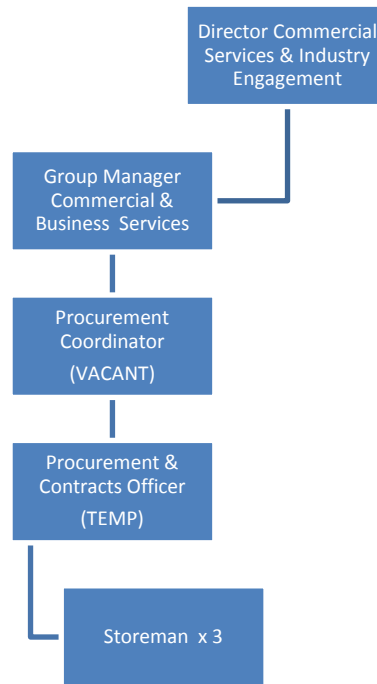 Director Commercial
Services & Industry
Engagement
Group Manager
Commercial &
Business Services
Procurement
Coordinator
(VACANT)
Procurement &
Contracts Officer
(TEMP)
Storeman x 3